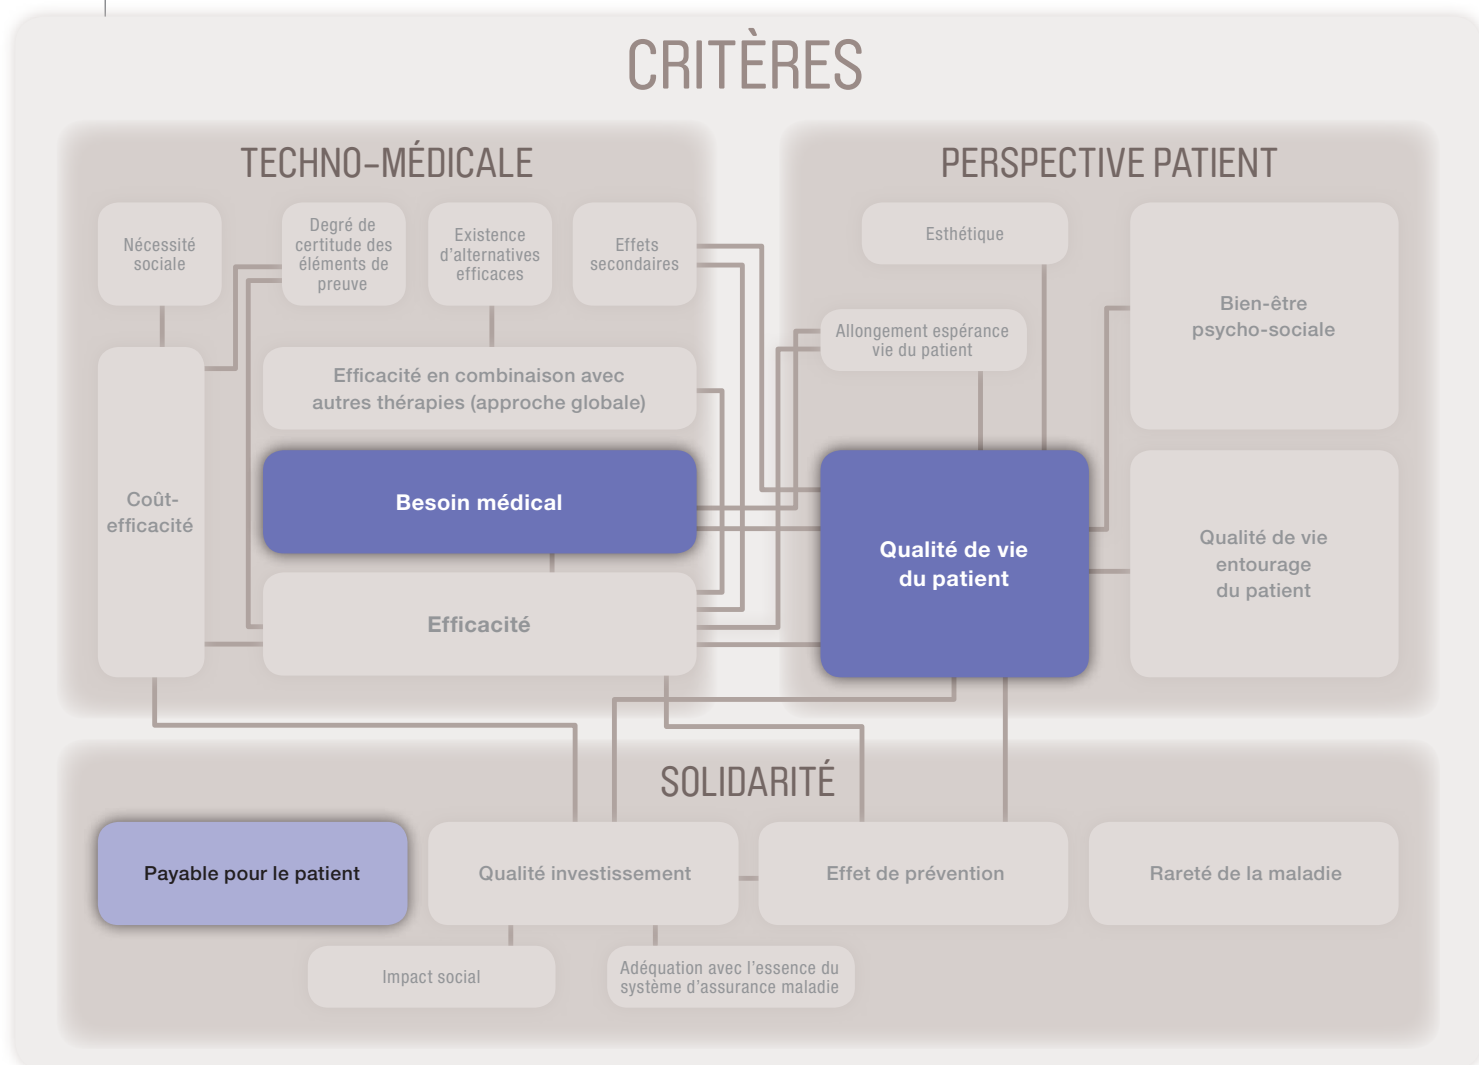 CRITÈRES
TECHNO-MÉDICALE
Nécessité
sociale
Degré de
certitude des
éléments de
preuve
Existence
d'alternatives
efficaces
Effets
secondaires
Efficacité en combinaison avec
autres thérapies (approche globale)
Coût-
efficacité
Besoin médical
Efficacité
PERSPECTIVE PATIENT
Esthétique
Allongement espérance
vie du patient
Bien-être
psycho-sociale
Qualité de vie
du patient
Qualité de vie
entourage
du patient
SOLIDARITÉ
Payable pour le patient
Qualité investissement
Effet de prévention
Rareté de la maladie
Impact social
Adéquation avec l'essence du
système d'assurance maladie